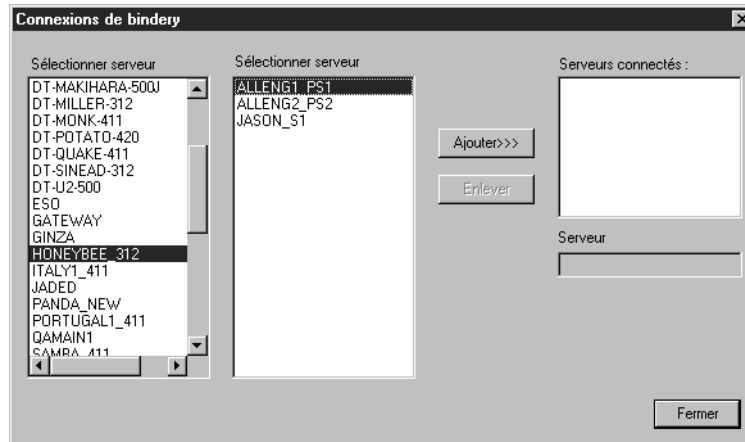 Connexions de bindery
Sélectionner serveur
DT-MAKIHARA-500J
DT-MILLER-312
DT-MONK-411
DT-POTATO-420
DT-QUAKE-411
DT-SINEAD-312
DT-U2-500
ESO
GATEWAY
GINZA
HONEYBEE_312
ITALY1_411
JADED
PANDA_NEW
PORTUGAL1_411
QAMAIN1
SAMBA_411
Sélectionner serveur
ALLENG1_PS1
ALLENG2_PS2
JASON_S1
Ajouter>>>
Enlever
Serveurs connectés :
Serveur
Fermer